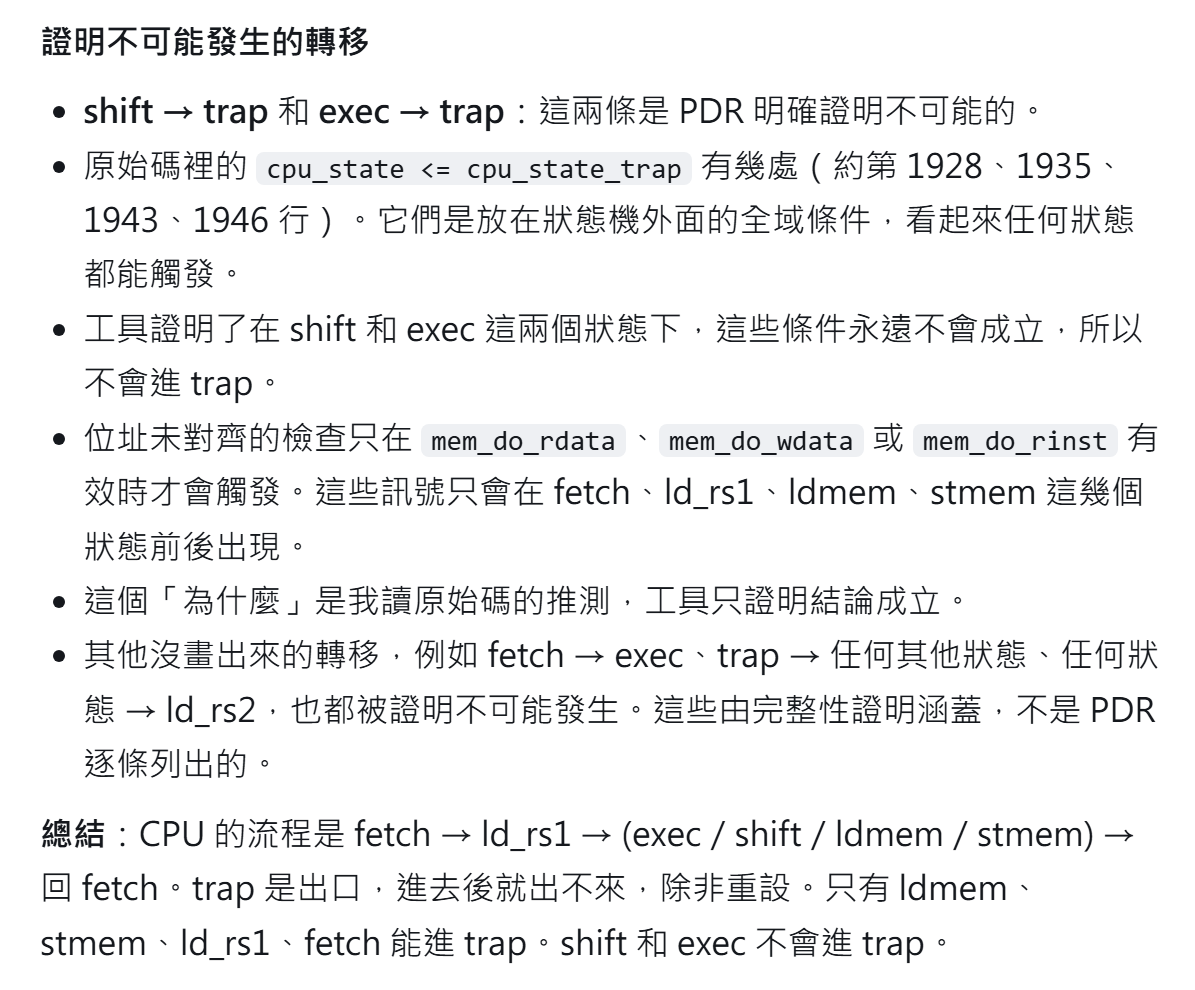 證明不可能發生的轉移
• shift → trap 和 exec → trap：這兩條是 PDR 明確證明不可能的。
• 原始碼裡的 cpu_state <= cpu_state_trap 有幾處（約第 1928、1935、
1943、1946 行）。它們是放在狀態機外面的全域條件，看起來任何狀態
都能觸發。
• 工具證明了在 shift 和 exec 這兩個狀態下，這些條件永遠不會成立，所以
不會進 trap。
• 位址未對齊的檢查只在 mem_do_rdata、mem_do_wdata 或 mem_do_rinst 有
效時才會觸發。這些訊號只會在 fetch、ld_rs1、ldmem、stmem 這幾個
狀態前後出現。
• 這個「為什麼」是我讀原始碼的推測，工具只證明結論成立。
• 其他沒畫出來的轉移，例如 fetch → exec、trap → 任何其他狀態、任何狀
態 → ld_rs2，也都被證明不可能發生。這些由完整性證明涵蓋，不是 PDR
逐條列出的。
總結：CPU 的流程是 fetch → ld_rs1 → (exec / shift / ldmem / stmem) →
回 fetch。trap 是出口，進去後就出不來，除非重設。只有 ldmem、
stmem、ld_rs1、fetch 能進 trap。shift 和 exec 不會進 trap。